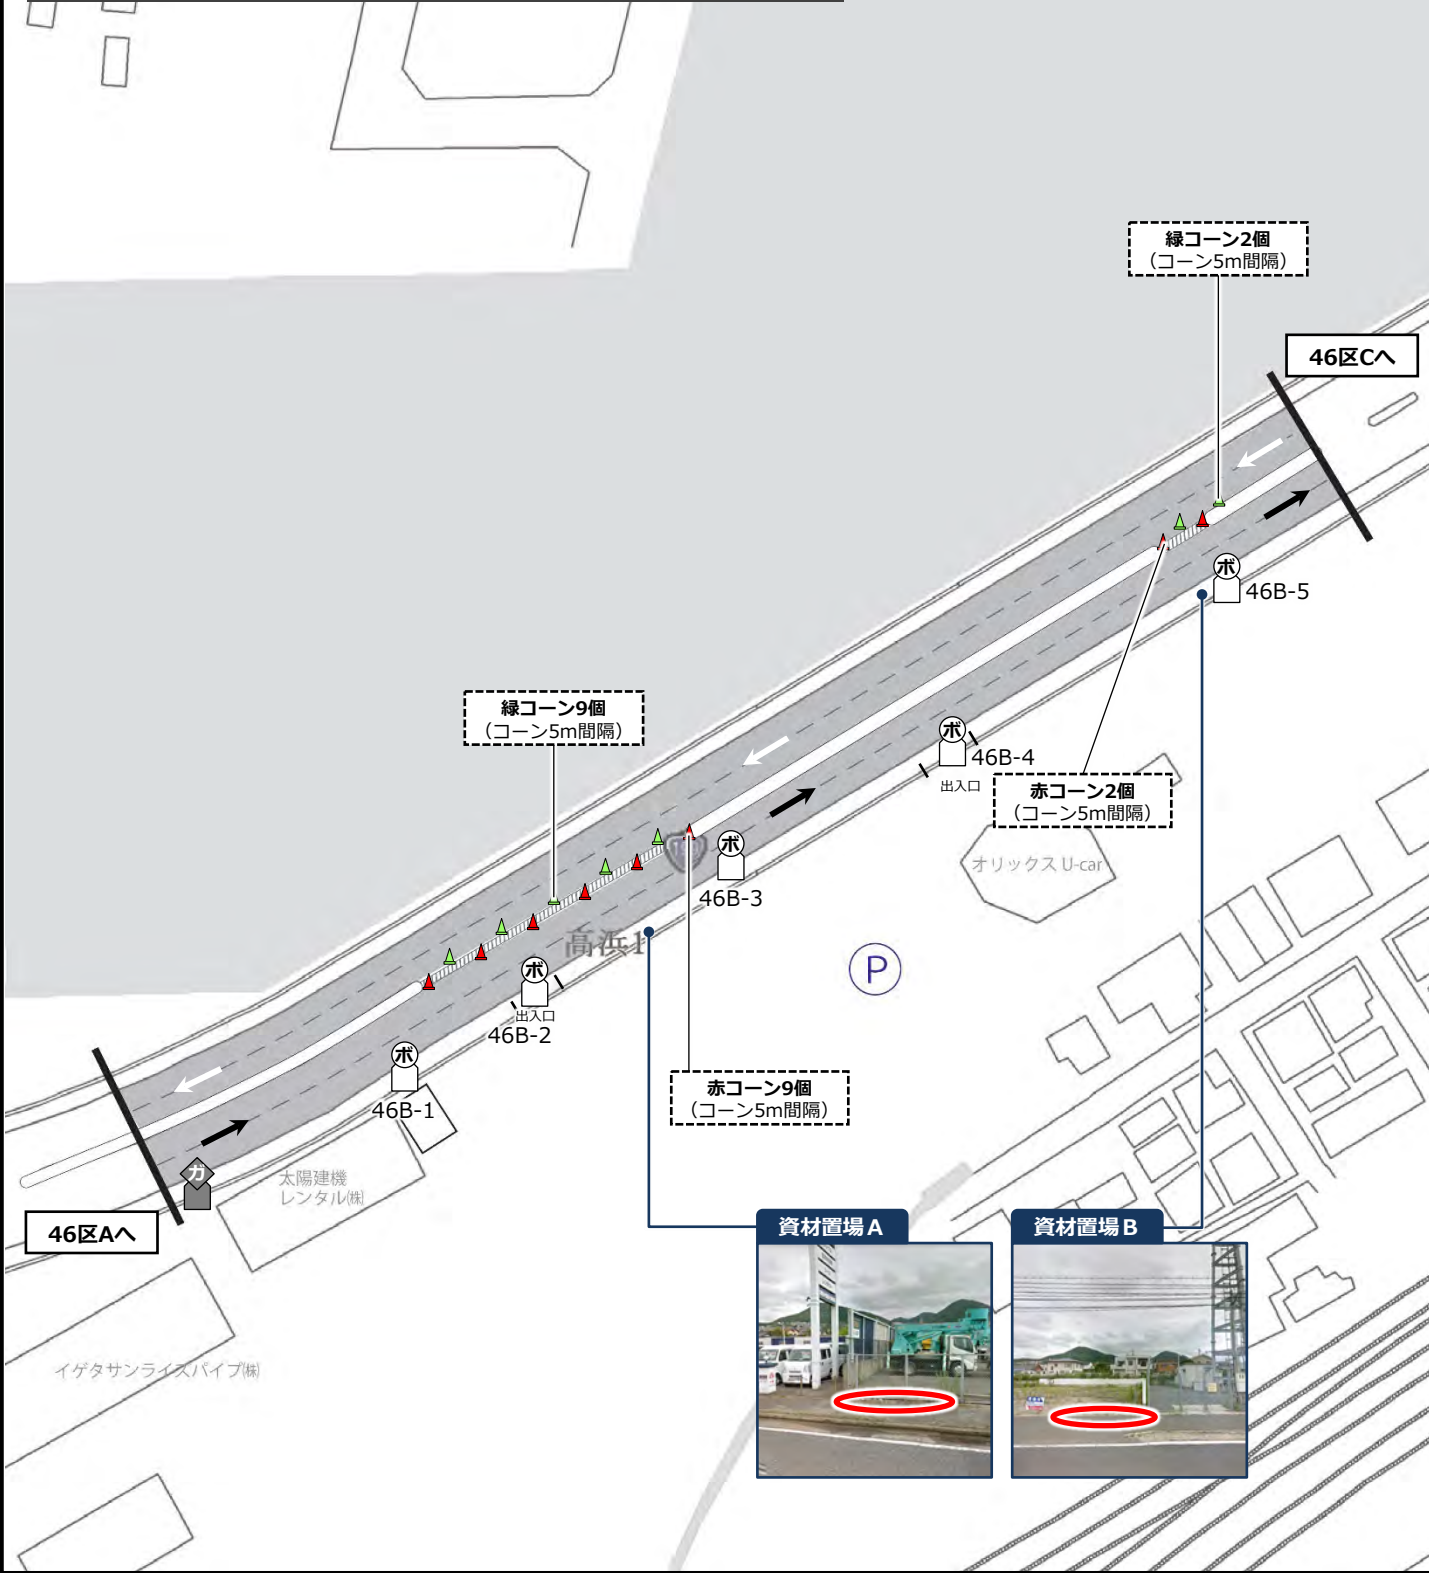 緑コーン2個
（コーン5m間隔）
46区Cへ
ボ
46B-5
緑コーン9個
（コーン5m間隔）
ボ
46B-4
出入口
赤コーン2個
（コーン5m間隔）
ボ
46B-3
オリックス U-car
高浜1
P
ボ
出入口
46B-2
ボ
46B-1
赤コーン9個
（コーン5m間隔）
ガ
太陽建機
レンタル㈱
46区Aへ
資材置場A
資材置場B
イゲタサンライズパイプ㈱